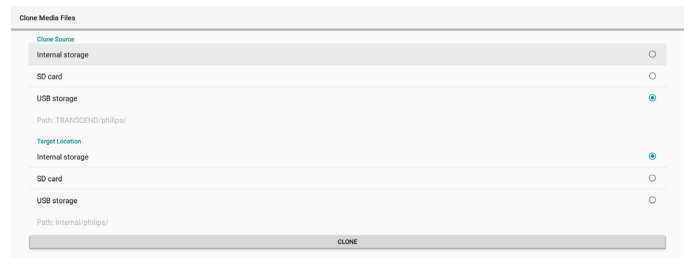 Clone Media Files
Clone Source
Internal storage
SD card
USB storage
Path: TRANSCEND/philips/
Target Location
Internal storage
SD card
USB storage
Path: Internal/philips/
CLONE